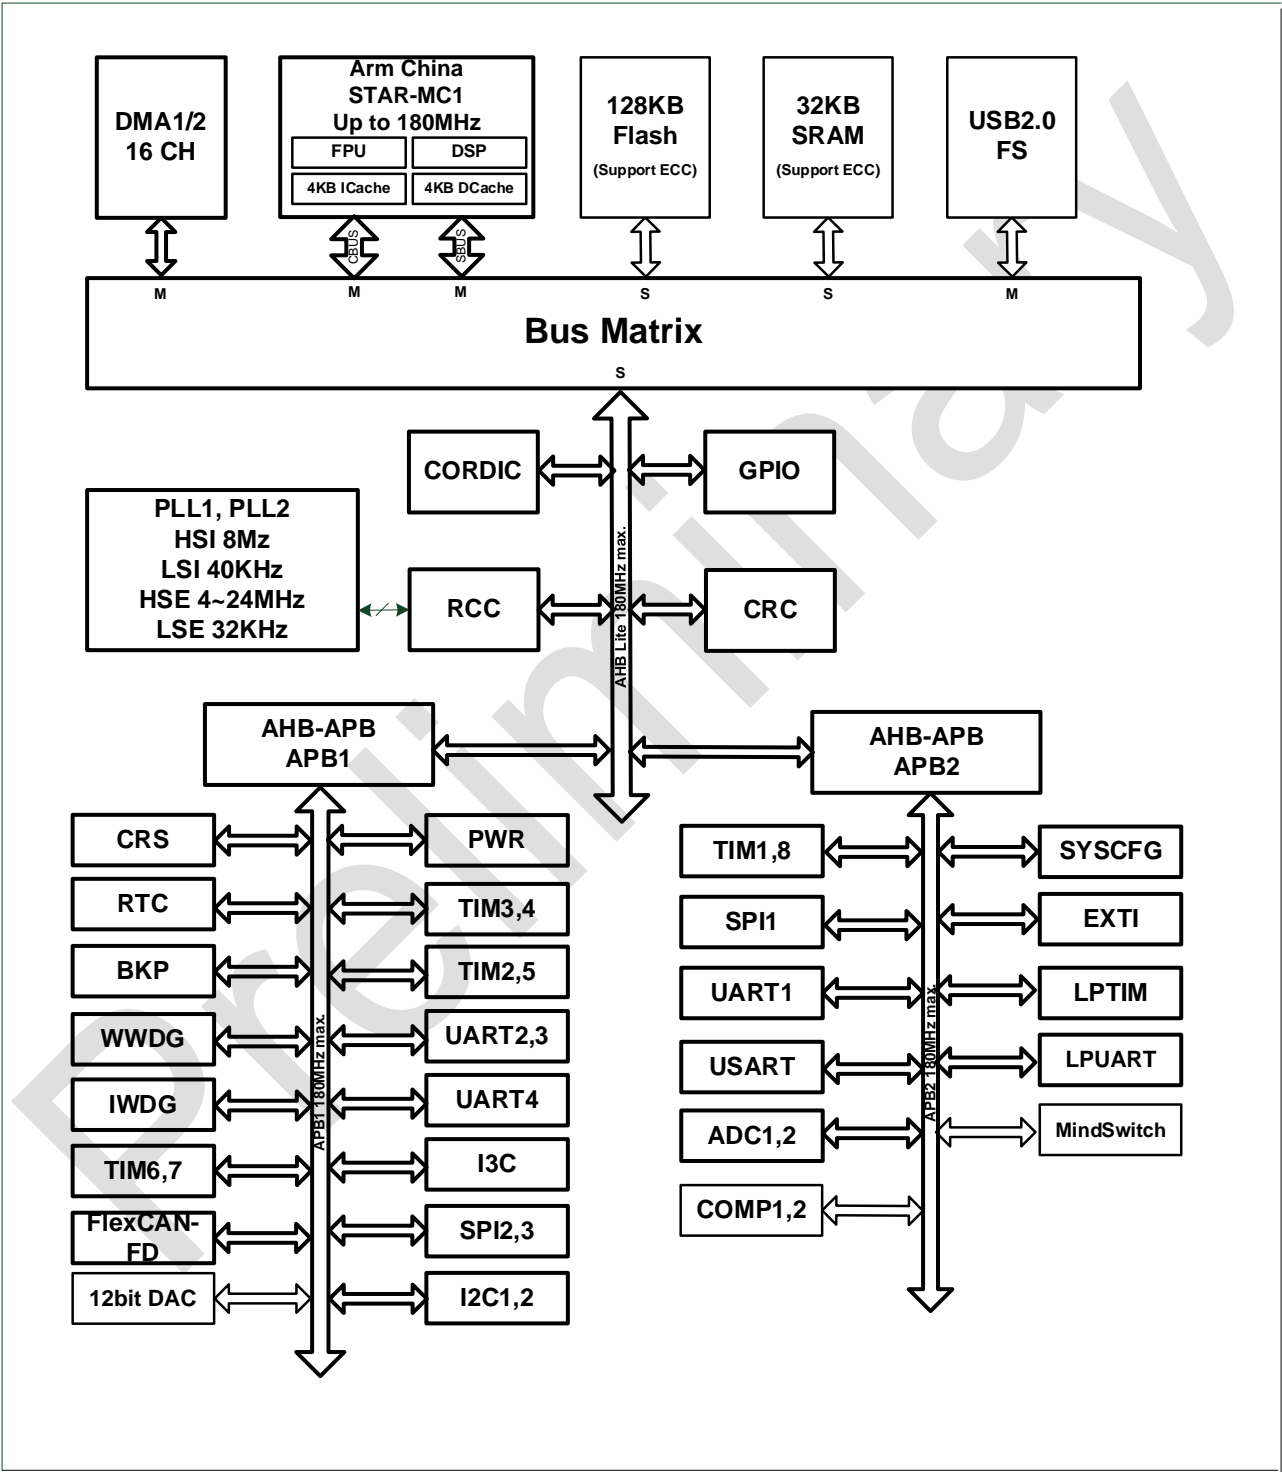 DMA1/2
16 CH
Arm China
STAR-MC1
Up to 180MHz
FPU
DSP
4KB ICache
4KB DCache
128KB
Flash
(Support ECC)
32KB
SRAM
(Support ECC)
USB2.0
FS
CBUS
SBUS
M
M
M
S
S
M
Bus Matrix
S
CORDIC
GPIO
PLL1, PLL2
HSI 8Mz
LSI 40KHz
HSE 4~24MHz
LSE 32KHz
RCC
CRC
AHB Lite 180MHz max.
AHB-APB
APB1
AHB-APB
APB2
CRS
PWR
RTC
TIM3,4
BKP
TIM2,5
WWDG
UART2,3
IWDG
UART4
TIM6,7
I3C
FlexCAN-
FD
SPI2,3
12bit DAC
I2C1,2
APB1 180MHz max.
TIM1,8
SYSCFG
SPI1
EXTI
UART1
LPTIM
USART
LPUART
ADC1,2
MindSwitch
COMP1,2
APB2 180MHz max.
Preliminary